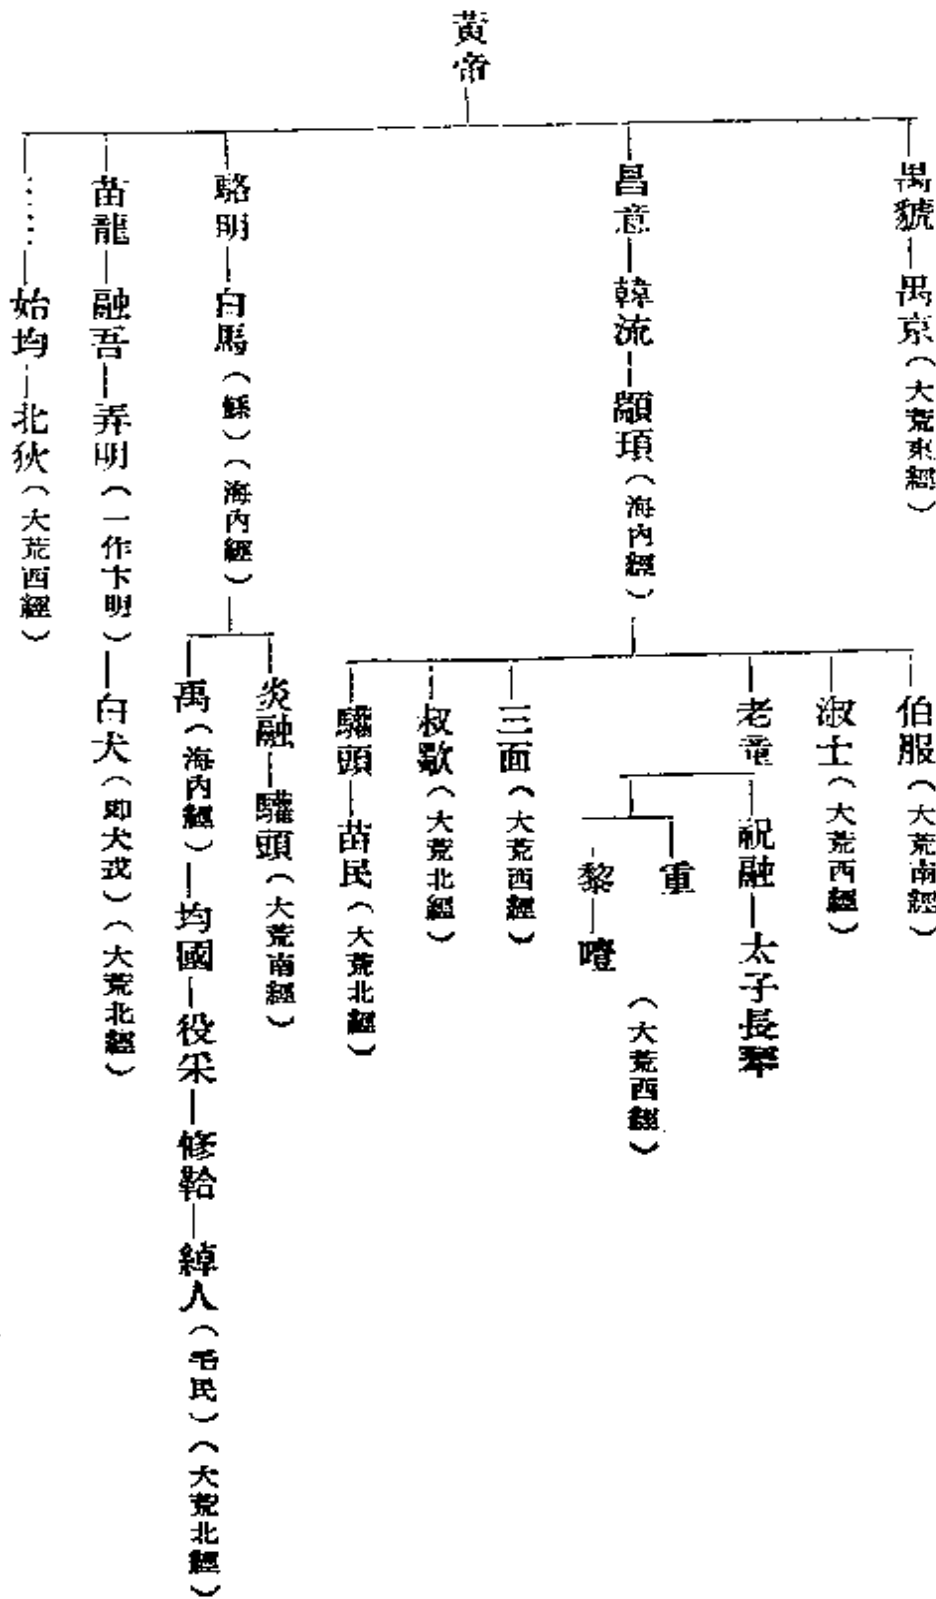 黃帝
禺䝞—禺京(大荒東經)
昌意—韓流—顓頊(海內經)
伯服(大荒南經)
淑士(大荒西經)
老童
祝融—太子長琴
重
黎—噎
(大荒西經)
三面(大荒西經)
叔歜(大荒北經)
驩頭—苗民(大荒北經)
駱明—白馬(鯀)(海內經)
炎融—驩頭(大荒南經)
禹(海內經)—均國—役采—修鞈—綽人(毛民)(大荒北經)
苗龍—融吾—弄明(一作卞明)—白犬(即犬戎)(大荒北經)
……—始均—北狄(大荒西經)